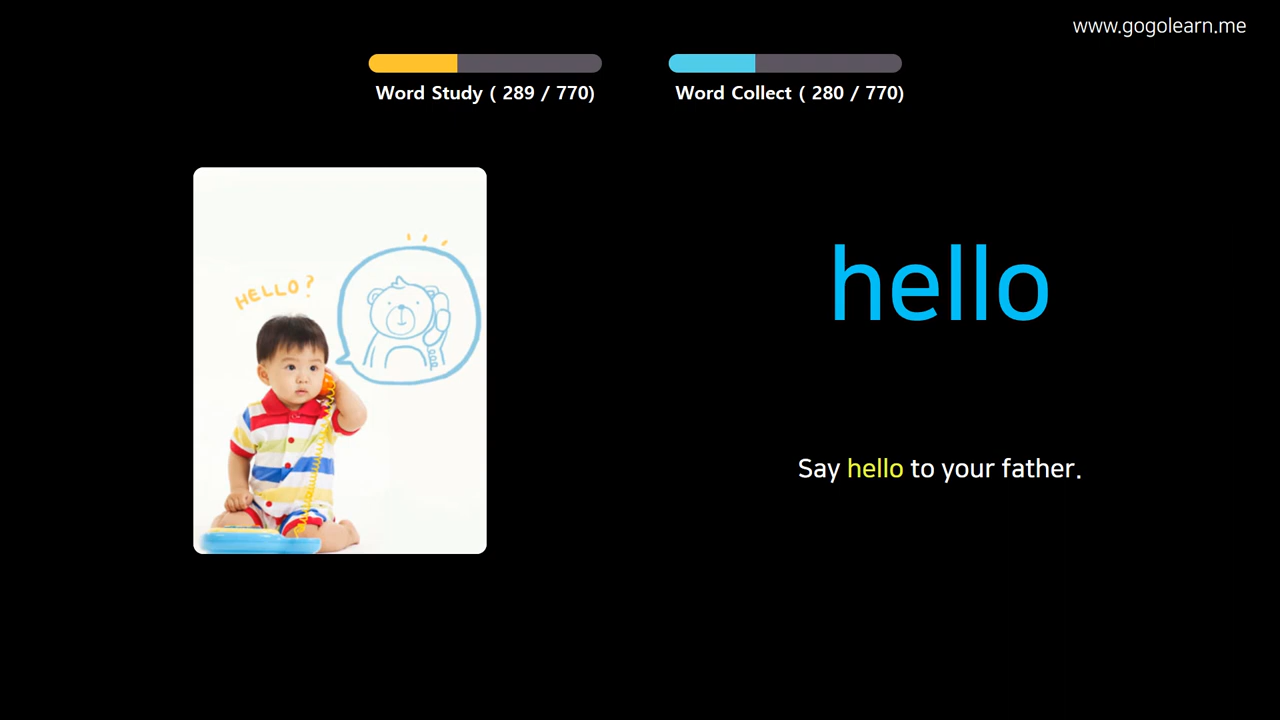 www.gogolearn.me
Word Study ( 289 / 770)
Word Collect ( 280 / 770)
HELLO?
hello
Say hello to your father.